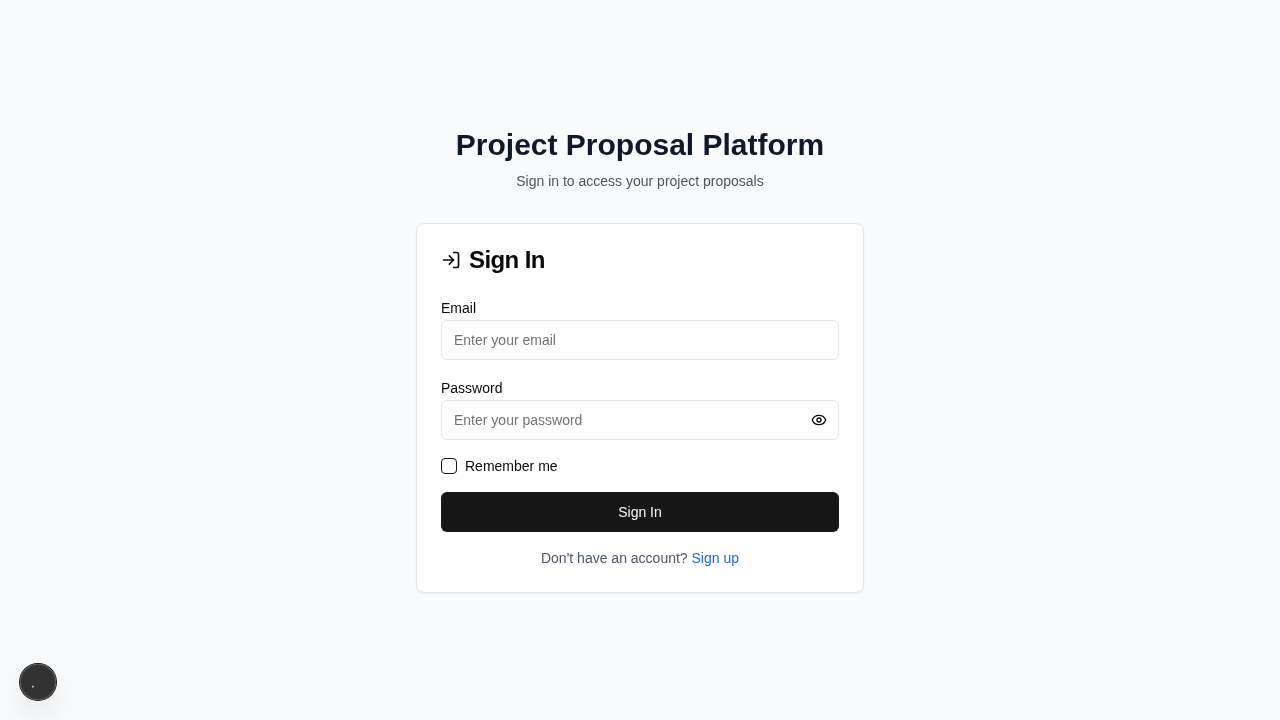 Project Proposal Platform
Sign in to access your project proposals
Sign In
Email
Enter your email
Password
Enter your password
Remember me
Sign In
Don't have an account? Sign up